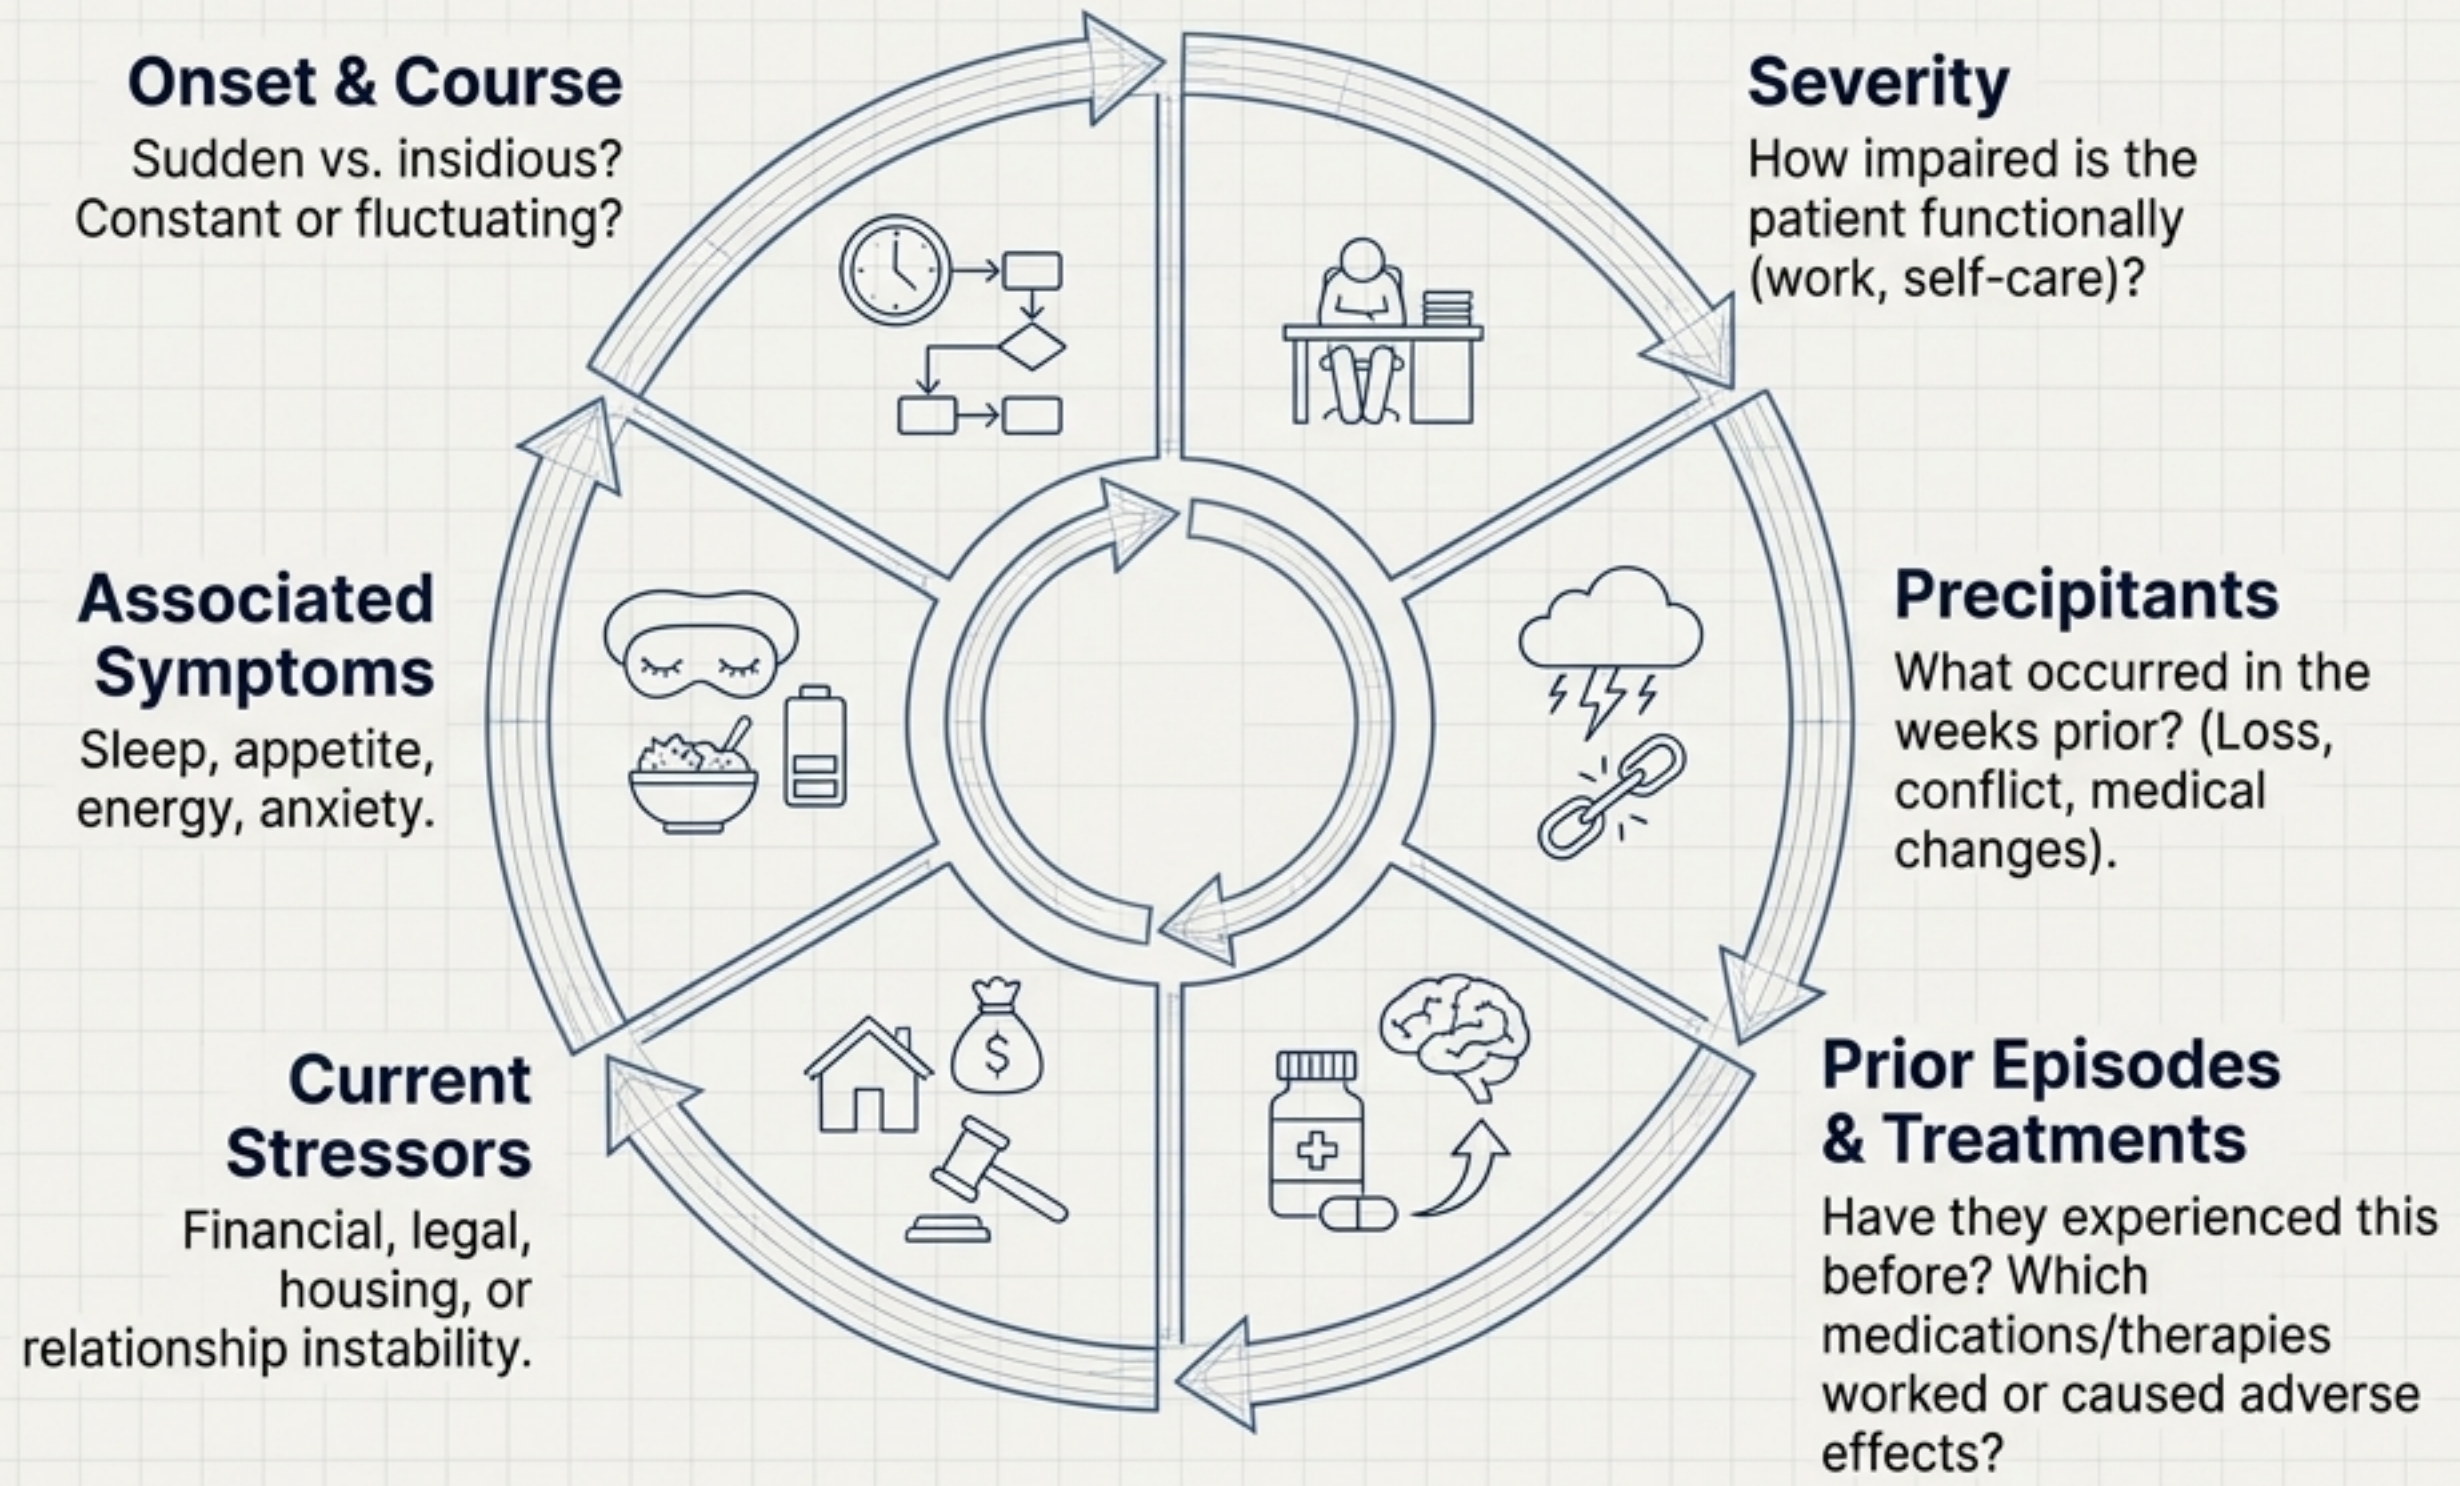 Onset & Course
Sudden vs. insidious?
Constant or fluctuating?
Severity
How impaired is the
patient functionally
(work, self-care)?
Precipitants
What occurred in the
weeks prior? (Loss,
conflict, medical
changes).
Prior Episodes
& Treatments
Have they experienced this
before? Which
medications/therapies
worked or caused adverse
effects?
Current
Stressors
Financial, legal,
housing, or
relationship instability.
Associated
Symptoms
Sleep, appetite,
energy, anxiety.
$